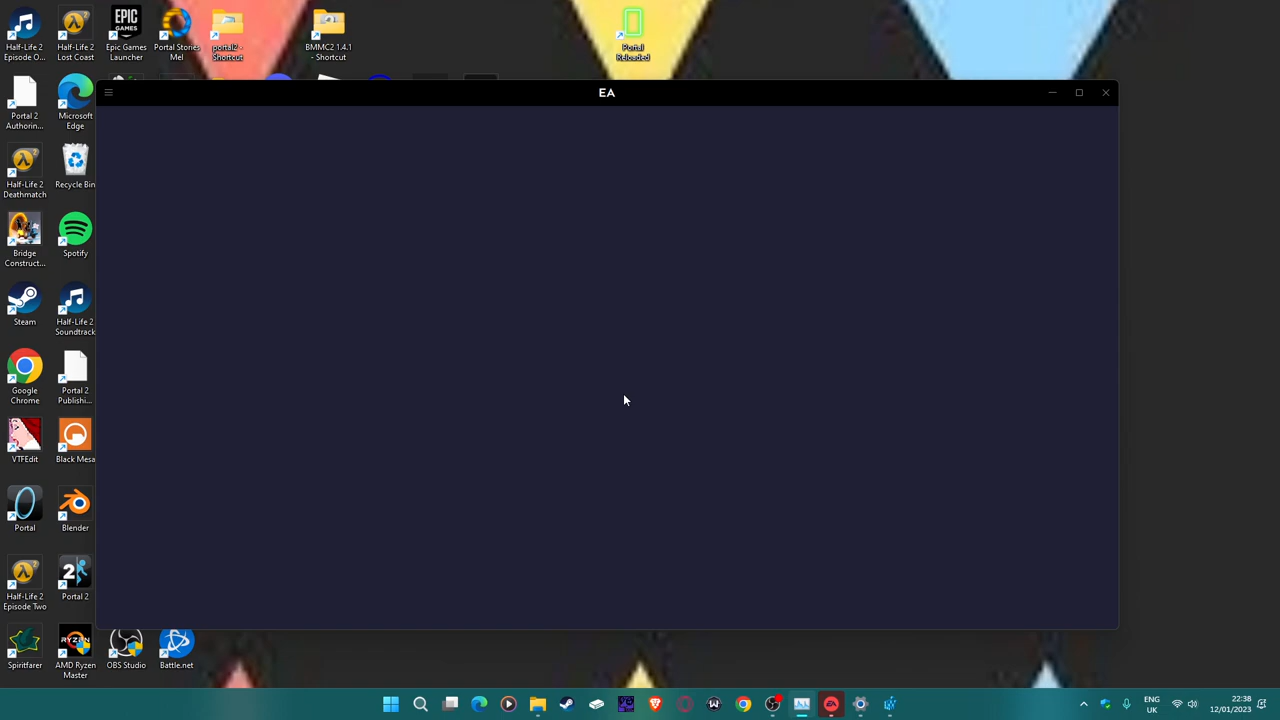 Half-Life 2
Episode O...
Half-Life 2
Lost Coast
EPIC
GAMES
Epic Games
Launcher
Portal Stories
Mel
portal2 -
Shortcut
BMMC2 1.4.1
- Shortcut
Portal
Reloaded
EA
Portal 2
Authorin...
Microsoft
Edge
Half-Life 2
Deathmatch
Recycle Bin
Bridge
Construct...
Spotify
Steam
Half-Life 2
Soundtrack
Google
Chrome
Portal 2
Publishi...
VTFEdit
Black Mesa
Portal
Blender
Half-Life 2
Episode Two
2
Portal 2
Spiritfarer
RYZEN
AMD Ryzen
Master
OBS Studio
Battle.net
EA
ENG
UK
22:38
12/01/2023